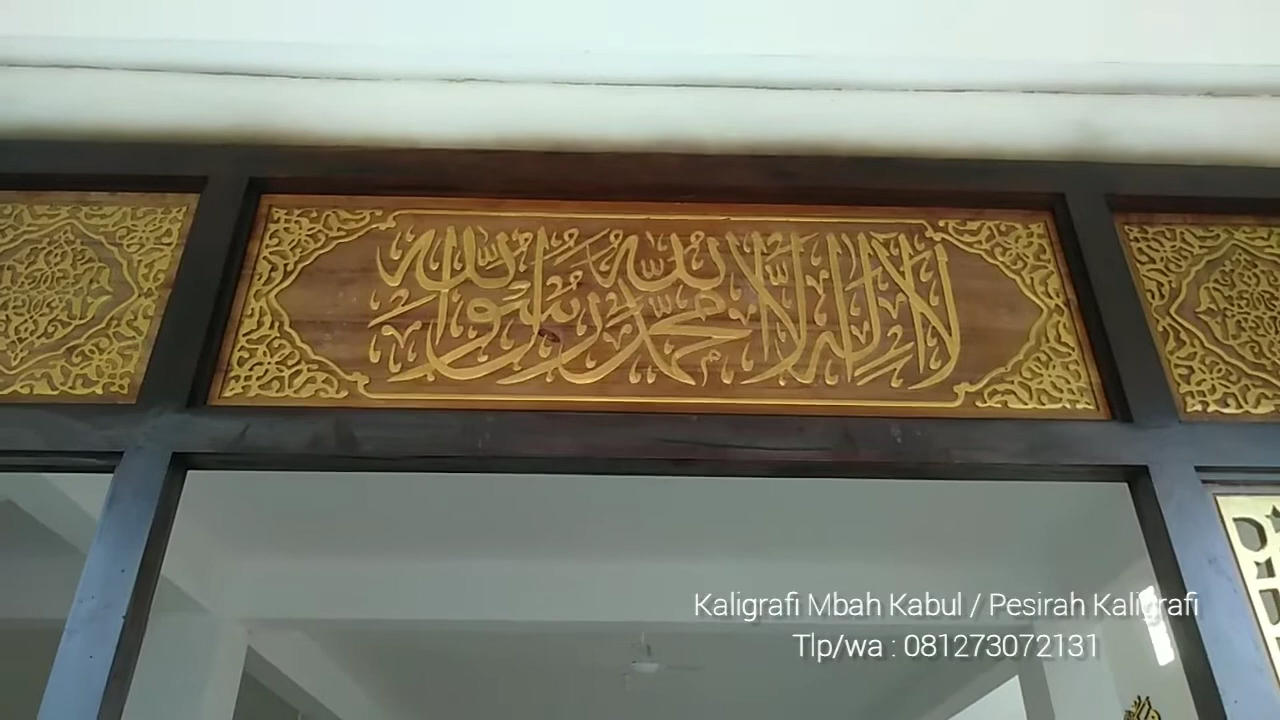 لا إله إلا الله محمد رسول الله
Kaligrafi Mbah Kabul / Pesirah Kaligrafi
Tlp/wa : 081273072131